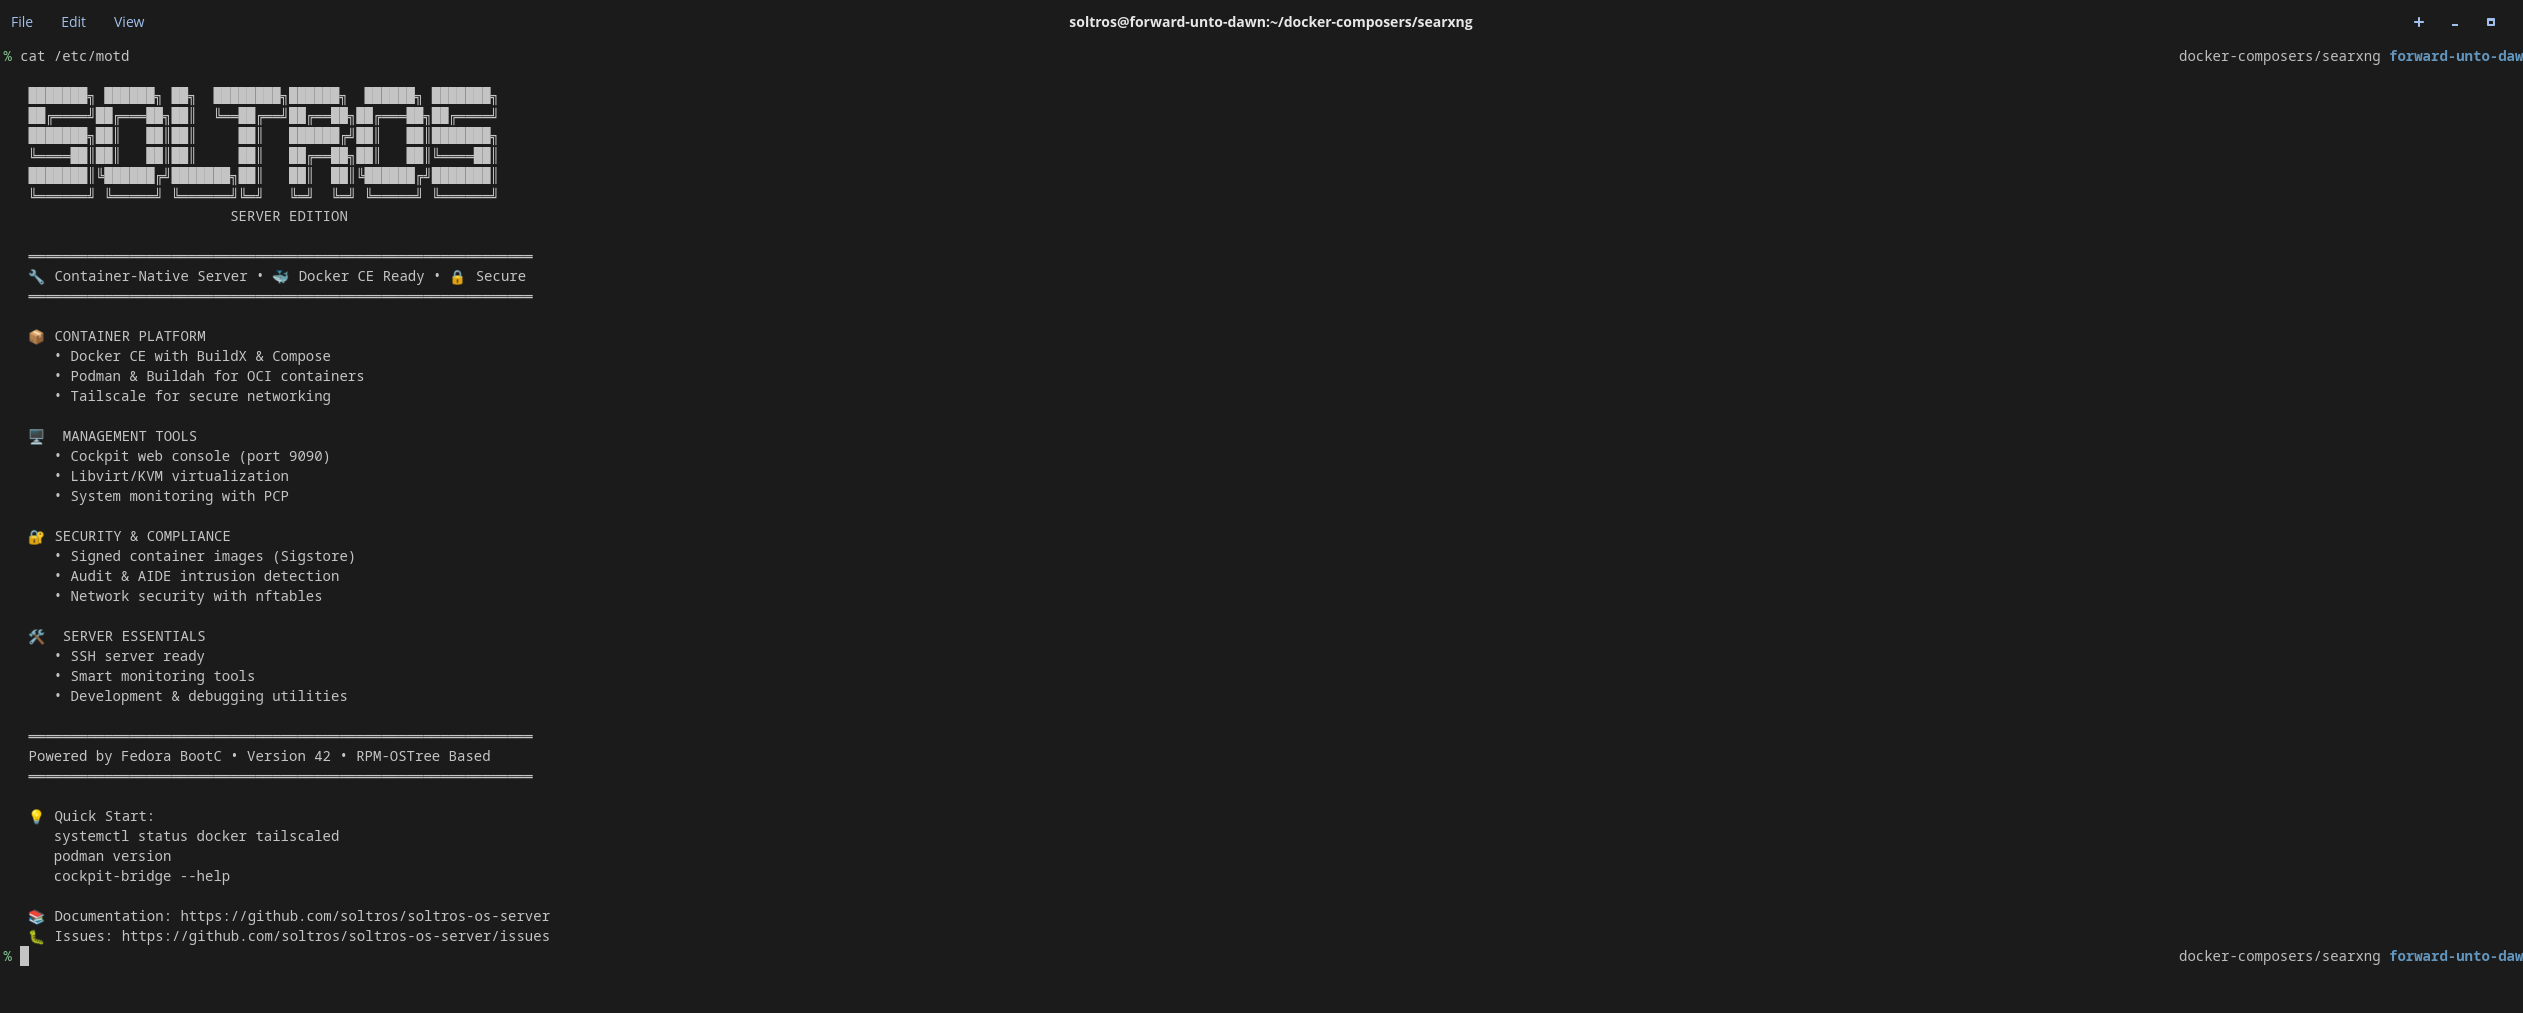 File Edit View soltros@forward-unto-dawn:~/docker-composers/searxng
% cat /etc/motd docker-composers/searxng forward-unto-daw
SOLTROS
SERVER EDITION
🔧 Container-Native Server • 🐳 Docker CE Ready • 🔒 Secure
📦 CONTAINER PLATFORM
• Docker CE with BuildX & Compose
• Podman & Buildah for OCI containers
• Tailscale for secure networking
🖥️ MANAGEMENT TOOLS
• Cockpit web console (port 9090)
• Libvirt/KVM virtualization
• System monitoring with PCP
🔐 SECURITY & COMPLIANCE
• Signed container images (Sigstore)
• Audit & AIDE intrusion detection
• Network security with nftables
🛠️ SERVER ESSENTIALS
• SSH server ready
• Smart monitoring tools
• Development & debugging utilities
Powered by Fedora BootC • Version 42 • RPM-OSTree Based
💡 Quick Start:
systemctl status docker tailscaled
podman version
cockpit-bridge --help
📚 Documentation: https://github.com/soltros/soltros-os-server
🐛 Issues: https://github.com/soltros/soltros-os-server/issues
% docker-composers/searxng forward-unto-daw